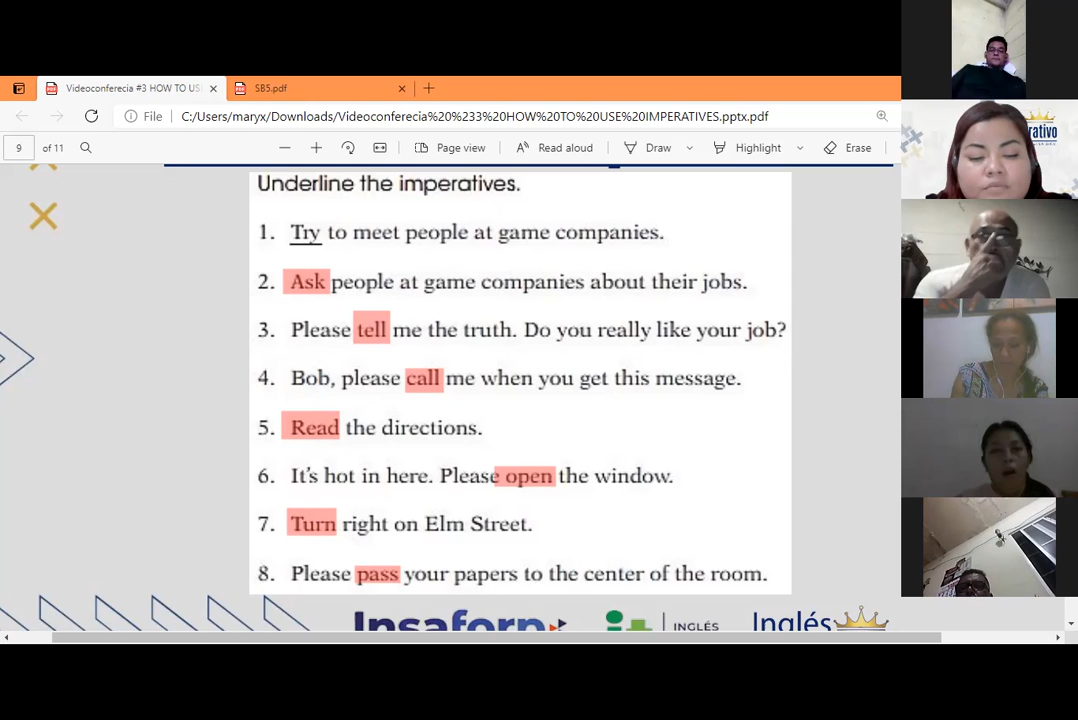 Videoconferecia #3 HOW TO US
SB5.pdf
File
C:/Users/maryx/Downloads/Videoconferecia%20%233%20HOW%20TO%20USE%20IMPERATIVES.pptx.pdf
9 of 11
Page view
Read aloud
Draw
Highlight
Erase
Underline the imperatives.
1. Try to meet people at game companies.
2. Ask people at game companies about their jobs.
3. Please tell me the truth. Do you really like your job?
4. Bob, please call me when you get this message.
5. Read the directions.
6. It's hot in here. Please open the window.
7. Turn right on Elm Street.
8. Please pass your papers to the center of the room.
Insaforp
INGLÉS
Inglés